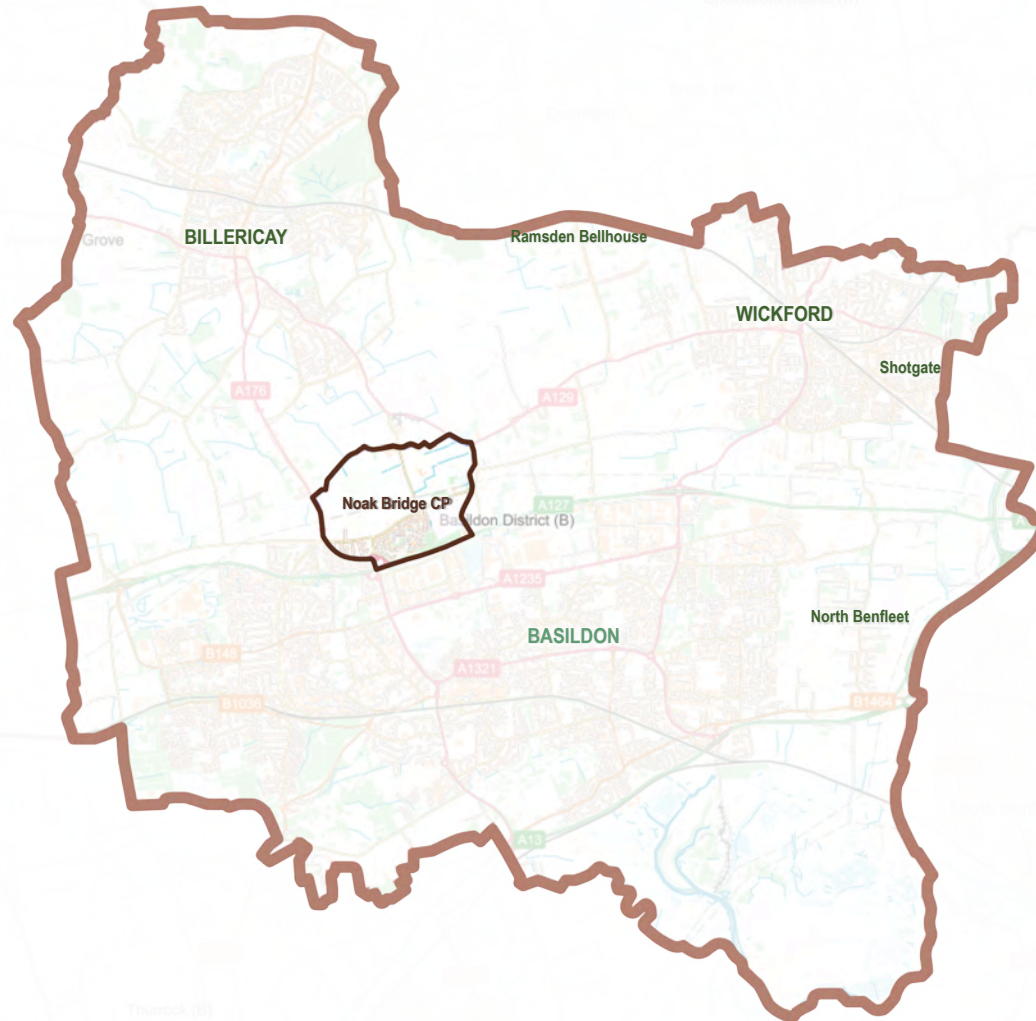 Grove
BILLERICAY
Ramsden Bellhouse
WICKFORD
Shotgate
A176
A129
Noak Bridge CP
A127
Basildon District (B)
A1235
North Benfleet
BASILDON
B148
A1321
B1036
B1464
A13
Thurrock (B)